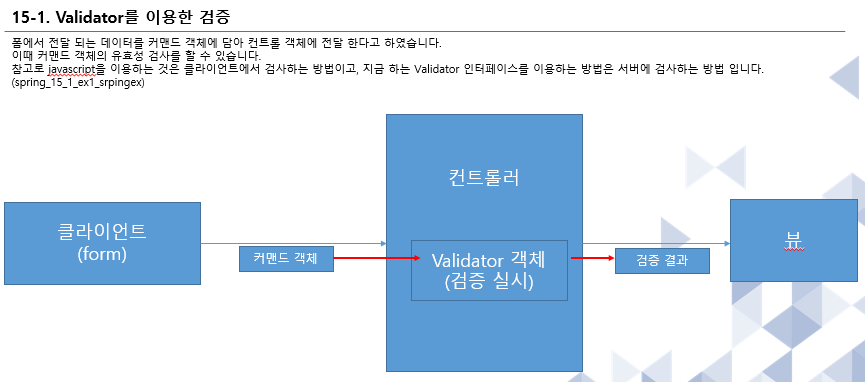 15-1. Validator를 이용한 검증
폼에서 전달 되는 데이터를 커맨드 객체에 담아 컨트롤 객체에 전달 한다고 하였습니다.
이때 커맨드 객체의 유효성 검사를 할 수 있습니다.
참고로 javascript을 이용하는 것은 클라이언트에서 검사하는 방법이고, 지금 하는 Validator 인터페이스를 이용하는 방법은 서버에 검사하는 방법 입니다.
(spring_15_1_ex1_srpingex)
컨트롤러
클라이언트
(form)
커맨드 객체
Validator 객체
(검증 실시)
검증 결과
뷰